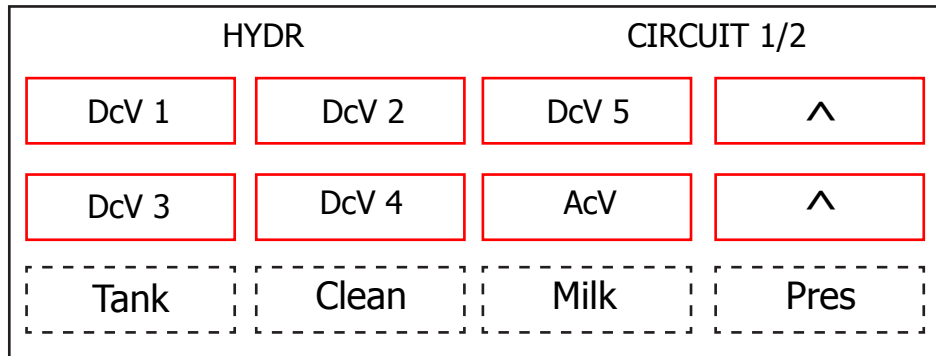 HYDR CIRCUIT 1/2
DcV 1 DcV 2 DcV 5 ^
DcV 3 DcV 4 AcV ^
Tank Clean Milk Pres